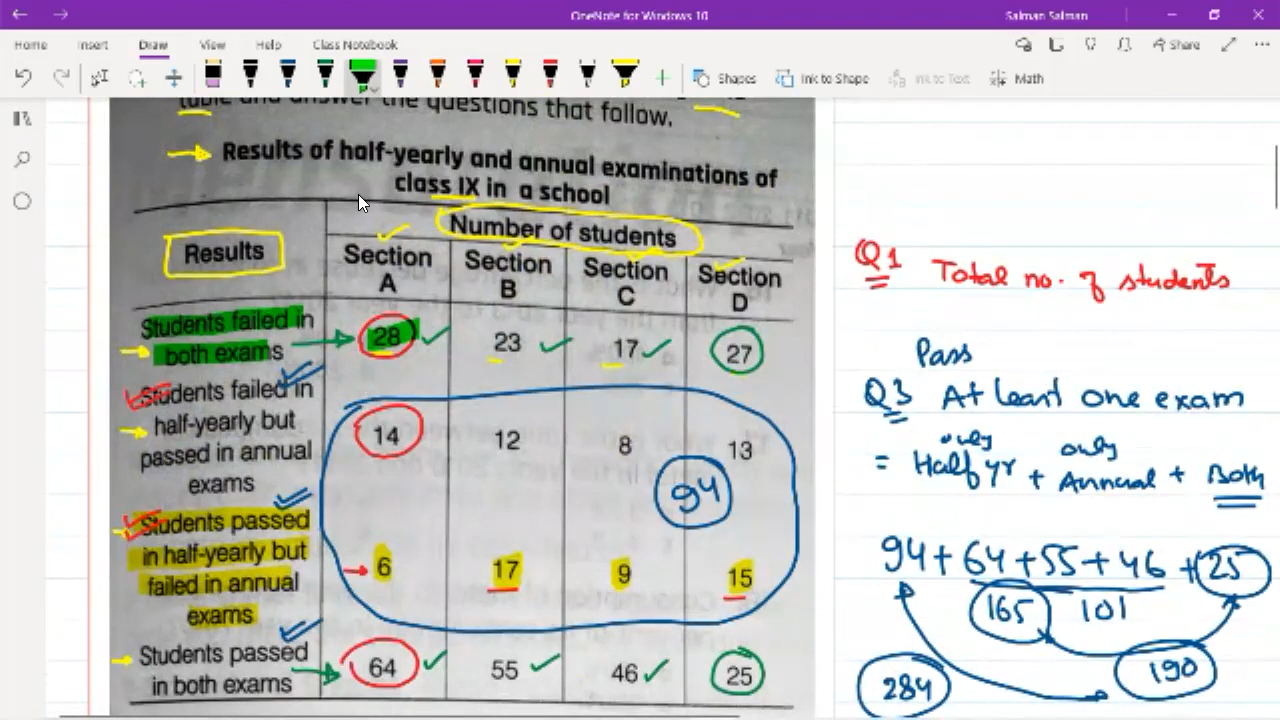 OneNote for Windows 10
Salman Salman
Home Insert Draw View Help Class Notebook
Share
Shapes Ink to Shape Ink to Text Math
table and answer the questions that follow.
Results of half-yearly and annual examinations of
class IX in a school
Results
Number of students
Section A Section B Section C Section D
Students failed in both exams 28 23 17 27
Students failed in half-yearly but passed in annual exams 14 12 8 13
94
Students passed in half-yearly but failed in annual exams 6 17 9 15
Students passed in both exams 64 55 46 25
Q1 Total no. of students
Pass
Q3 At least one exam
only only
= Half yr + Annual + Both
94 + 64 + 55 + 46 + 25
165 101
190
284